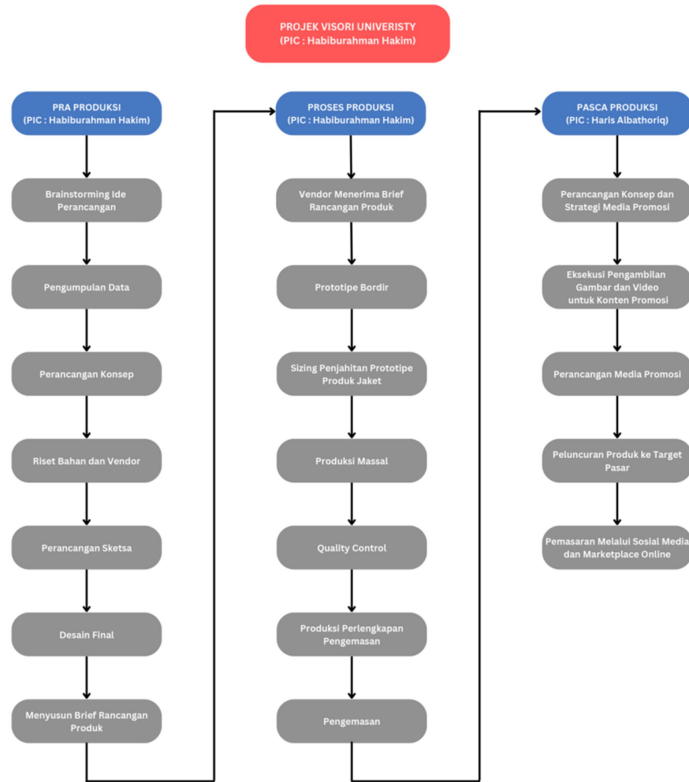 PROJEK VISORI UNIVERISTY
(PIC : Habiburahman Hakim)
PRA PRODUKSI
(PIC : Habiburahman Hakim)
Brainstorming Ide
Perancangan
Pengumpulan Data
Perancangan Konsep
Riset Bahan dan Vendor
Perancangan Sketsa
Desain Final
Menyusun Brief Rancangan
Produk
PROSES PRODUKSI
(PIC : Habiburahman Hakim)
Vendor Menerima Brief
Rancangan Produk
Prototipe Bordir
Sizing Penjahitan Prototipe
Produk Jaket
Produksi Massal
Quality Control
Produksi Perlengkapan
Pengemasan
Pengemasan
PASCA PRODUKSI
(PIC : Haris Albathoriq)
Perancangan Konsep dan
Strategi Media Promosi
Eksekusi Pengambilan
Gambar dan Video
untuk Konten Promosi
Perancangan Media Promosi
Peluncuran Produk ke Target
Pasar
Pemasaran Melalui Sosial Media
dan Marketplace Online